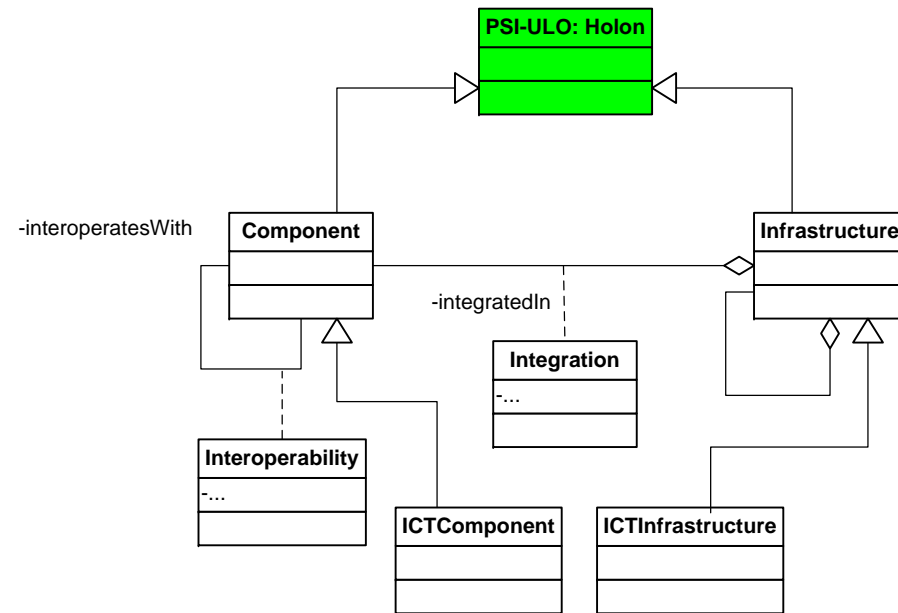 PSI-ULO: Holon
-interoperatesWith
Component
Infrastructure
-integratedIn
Integration
-...
Interoperability
-...
ICTComponent
ICTInfrastructure